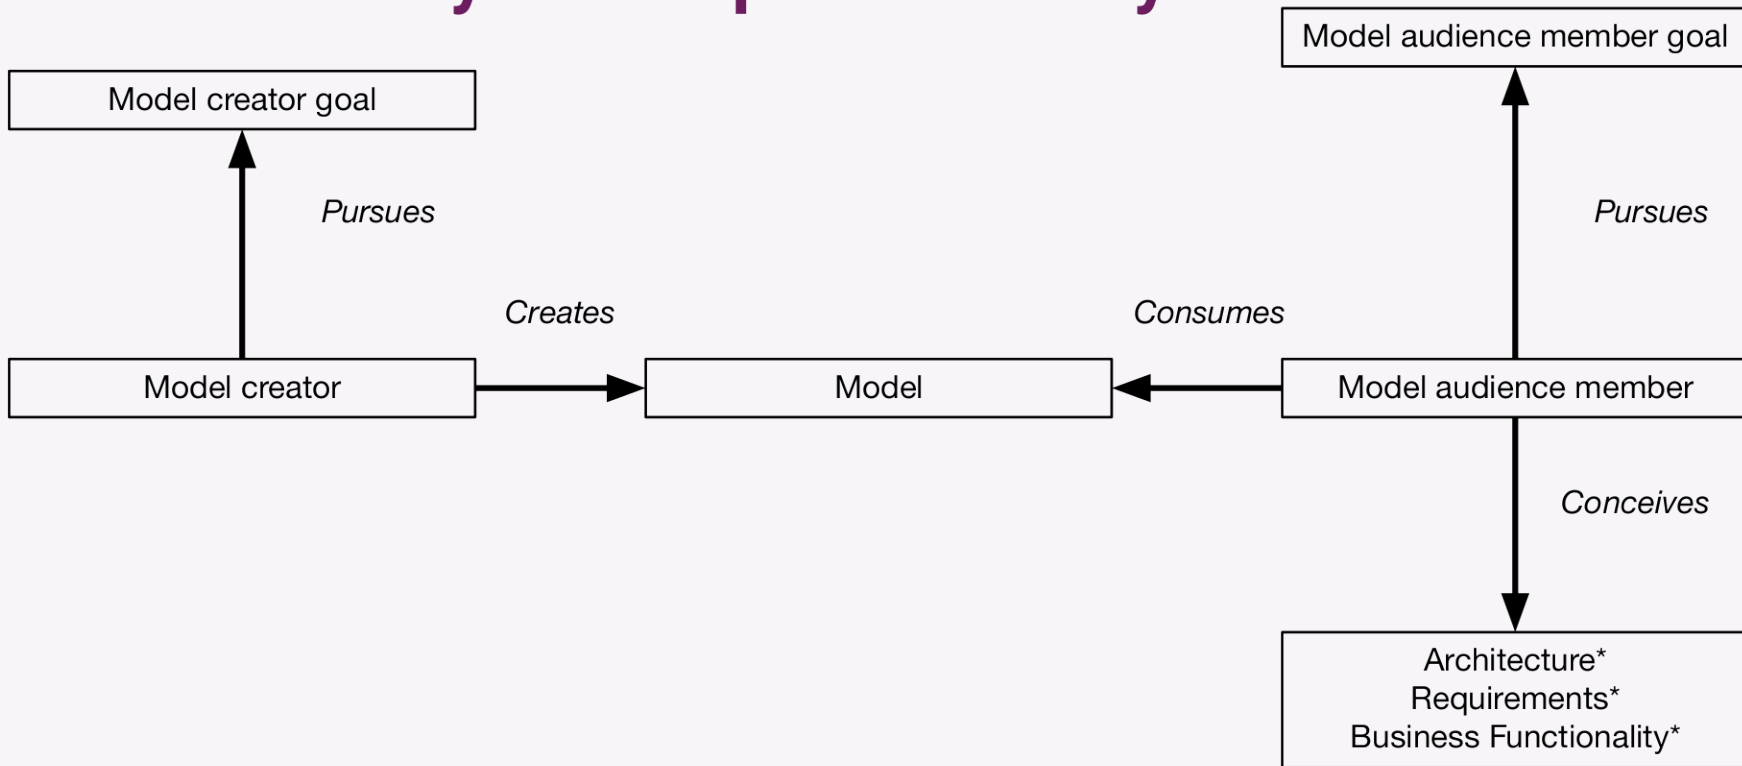 Model audience member goal
Model creator goal
Pursues
Pursues
Creates
Consumes
Model creator
Model
Model audience member
Conceives
Architecture*
Requirements*
Business Functionality*